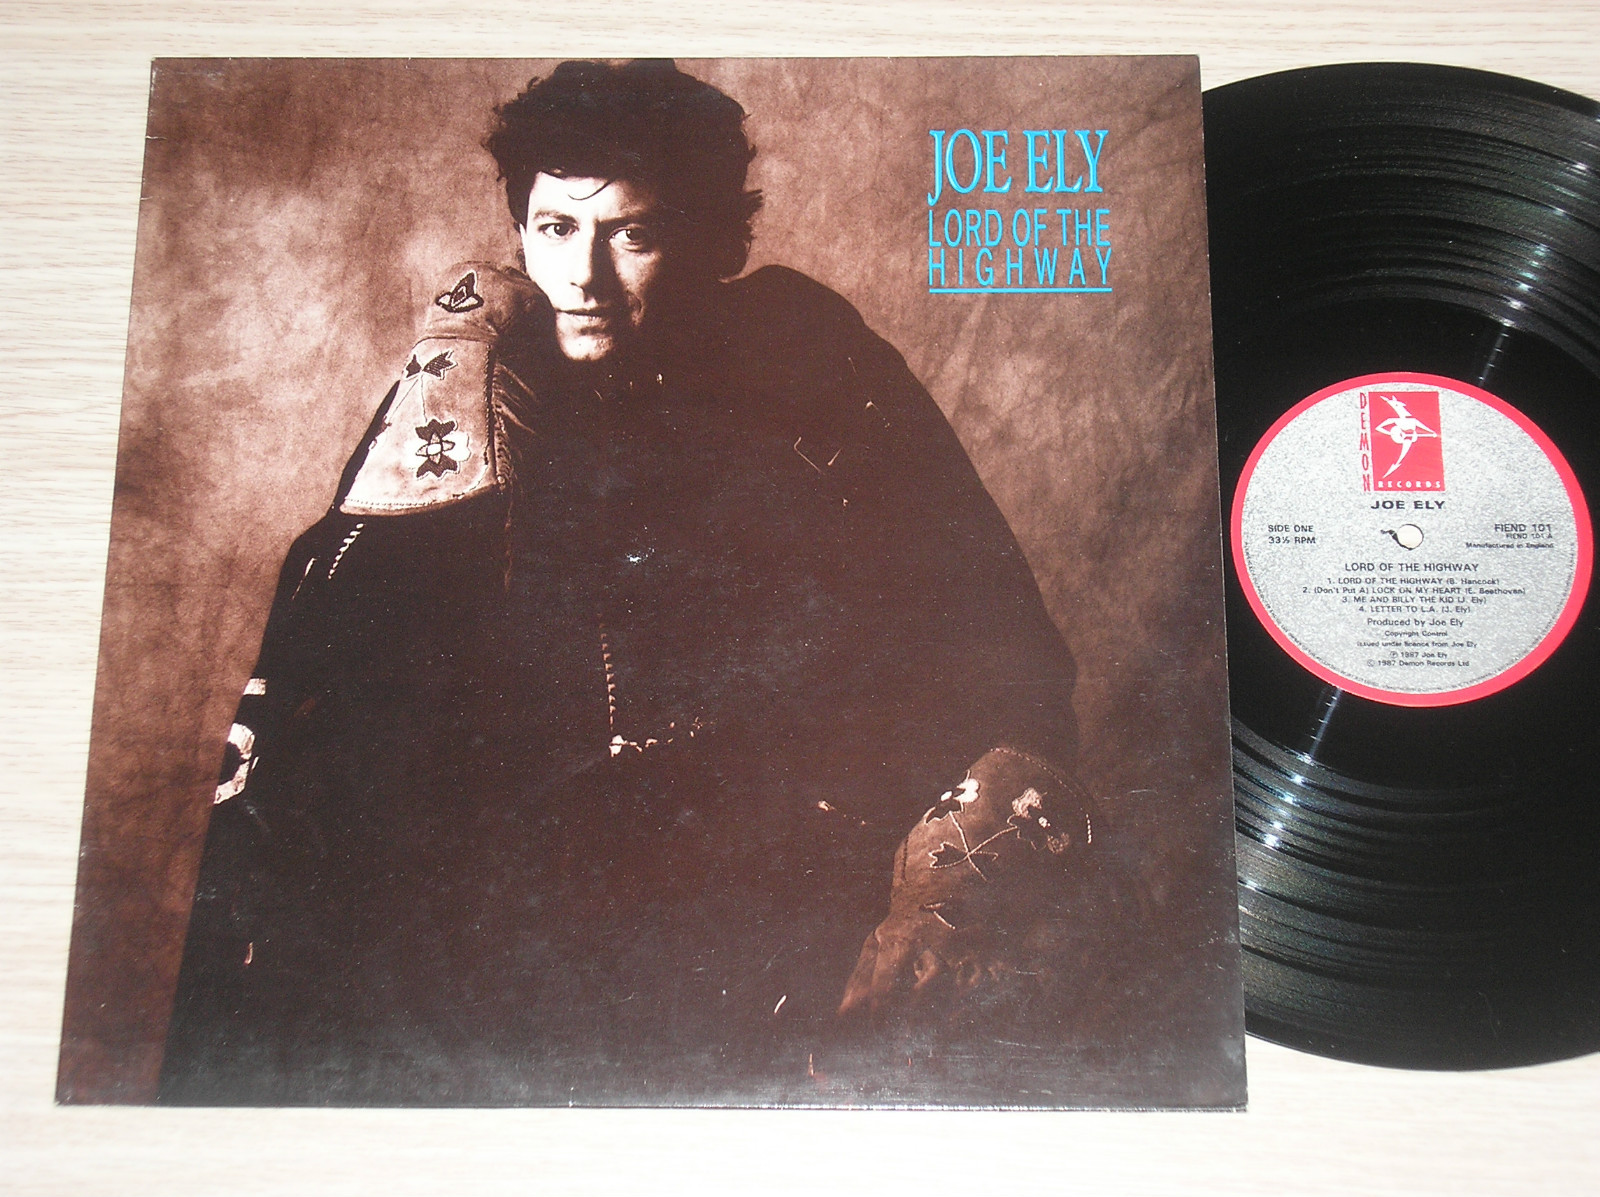 JOE ELY
LORD OF THE
HIGHWAY
DEMON
RECORDS
JOE ELY
SIDE ONE
33⅓ RPM
FIEND 101
FIEND 101 A
Manufactured in England
LORD OF THE HIGHWAY
1. LORD OF THE HIGHWAY (B. Hancock)
2. (Don't Put A) LOCK ON MY HEART (E. Beethoven)
3. ME AND BILLY THE KID (J. Ely)
4. LETTER TO L.A. (J. Ely)
Produced by Joe Ely
Copyright Control
Issued under licence from Joe Ely
℗ 1987 Joe Ely
© 1987 Demon Records Ltd